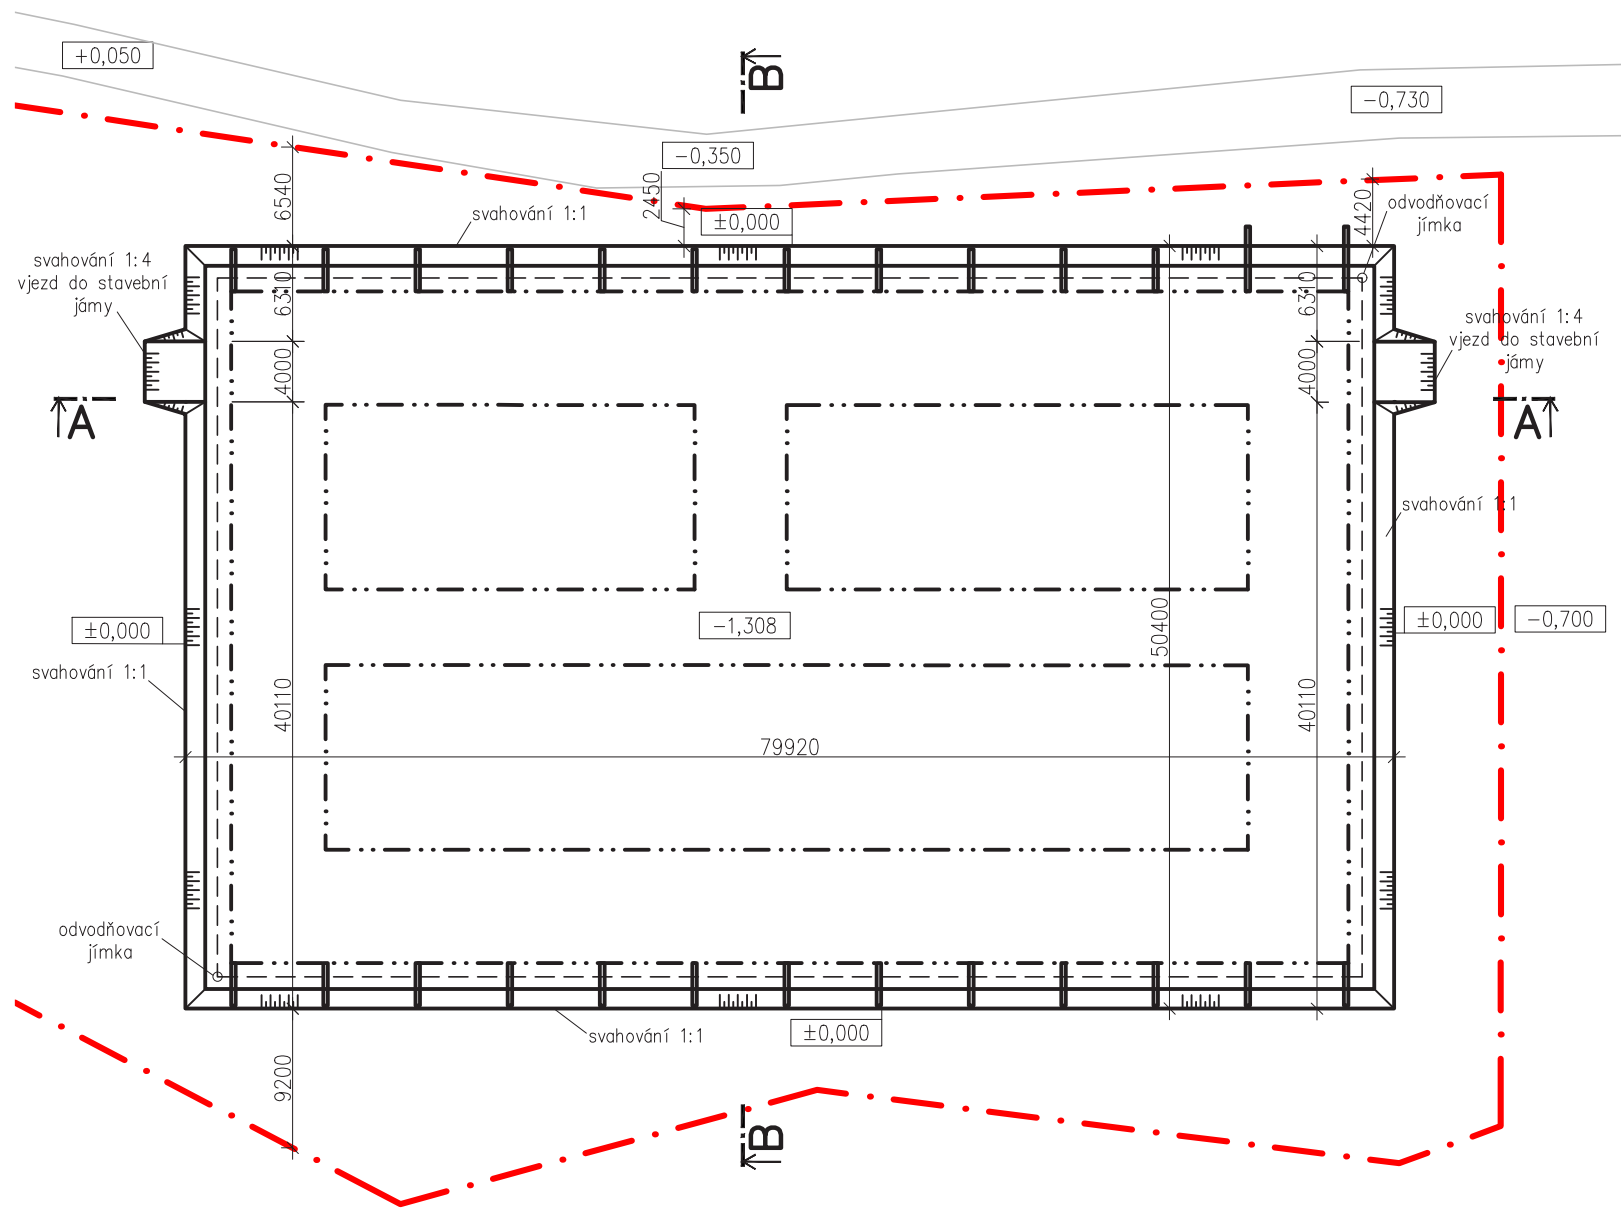 +0,050
B
−0,730
−0,350
6540
2450
svahování 1:1
±0,000
4420
odvodňovací
jímka
svahování 1:4
vjezd do stavební
jámy
6310
6310
svahování 1:4
vjezd do stavební
jámy
4000
4000
A
A
svahování 1:1
±0,000
−1,308
50400
±0,000
−0,700
svahování 1:1
40110
40110
79920
odvodňovací
jímka
svahování 1:1
±0,000
9200
B